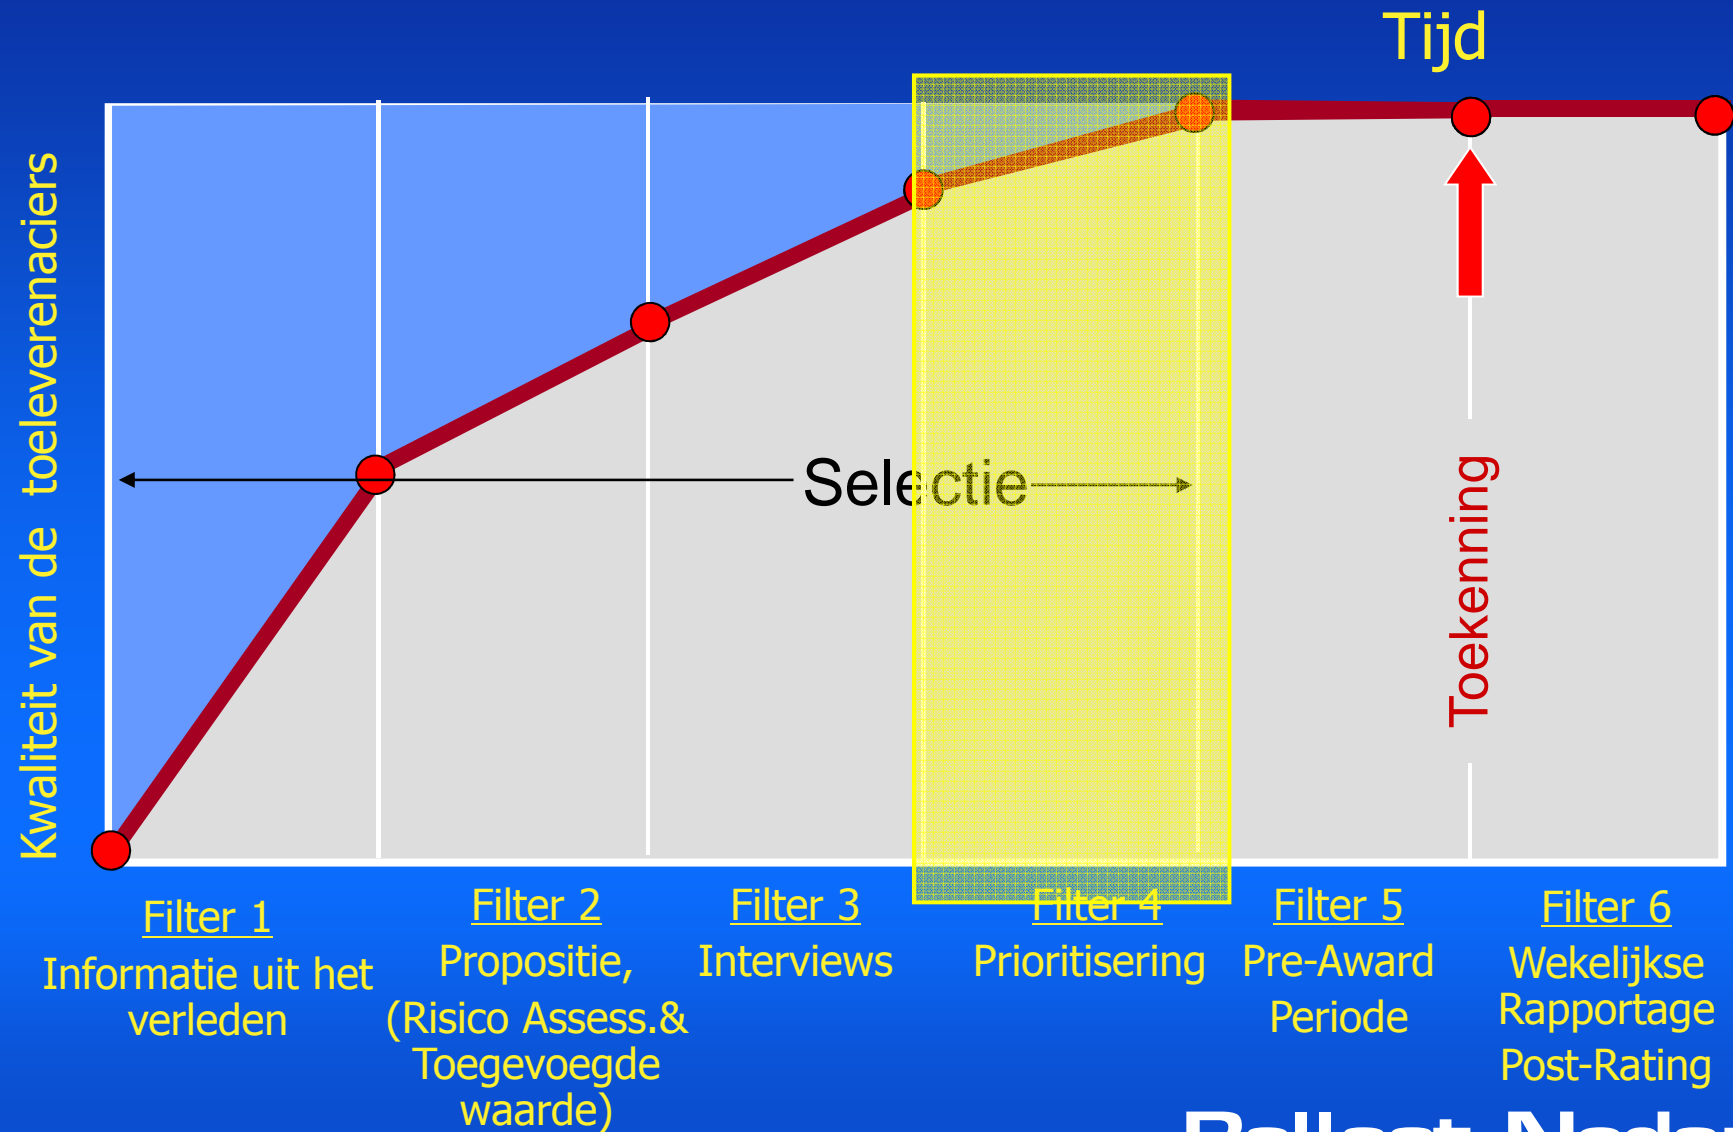 Tijd
Kwaliteit van de toeleverenaciers
Selectie
Toekenning
Filter 1
Informatie uit het
verleden
Filter 2
Propositie,
(Risico Assess.&
Toegevoegde
waarde)
Filter 3
Interviews
Filter 4
Prioritisering
Filter 5
Pre-Award
Periode
Filter 6
Wekelijkse
Rapportage
Post-Rating